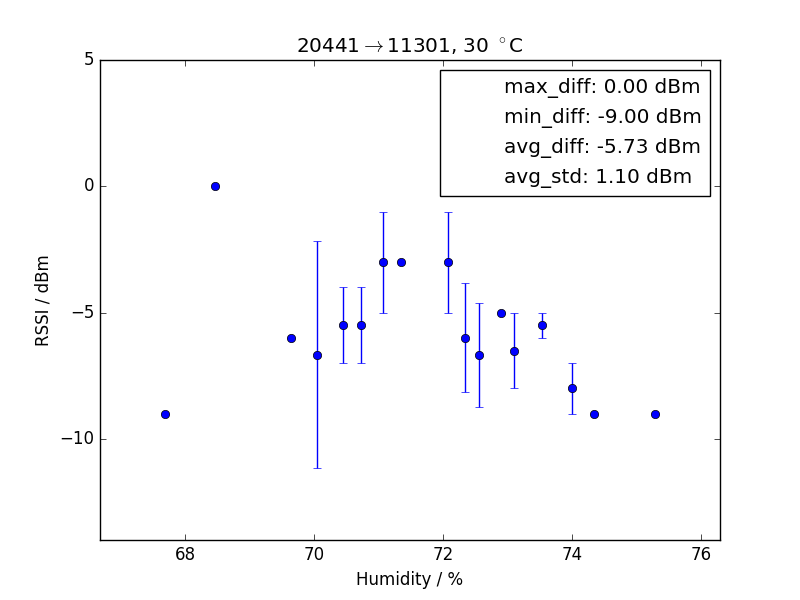 20441→11301, 30 °C
5
max_diff: 0.00 dBm
min_diff: -9.00 dBm
avg_diff: -5.73 dBm
avg_std: 1.10 dBm
0
−5
−10
RSSI / dBm
68 70 72 74 76
Humidity / %